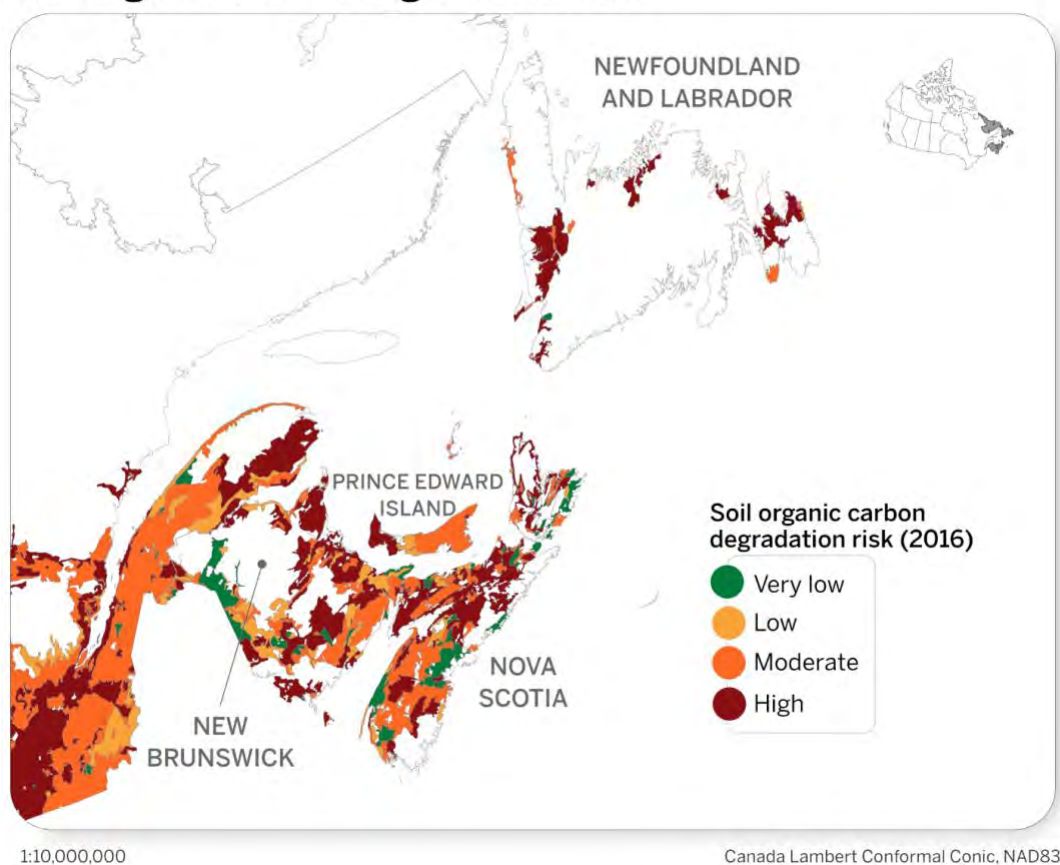 NEWFOUNDLAND
AND LABRADOR
PRINCE EDWARD
ISLAND
Soil organic carbon
degradation risk (2016)
Very low
Low
Moderate
High
NOVA
SCOTIA
NEW
BRUNSWICK
1:10,000,000
Canada Lambert Conformal Conic, NAD83